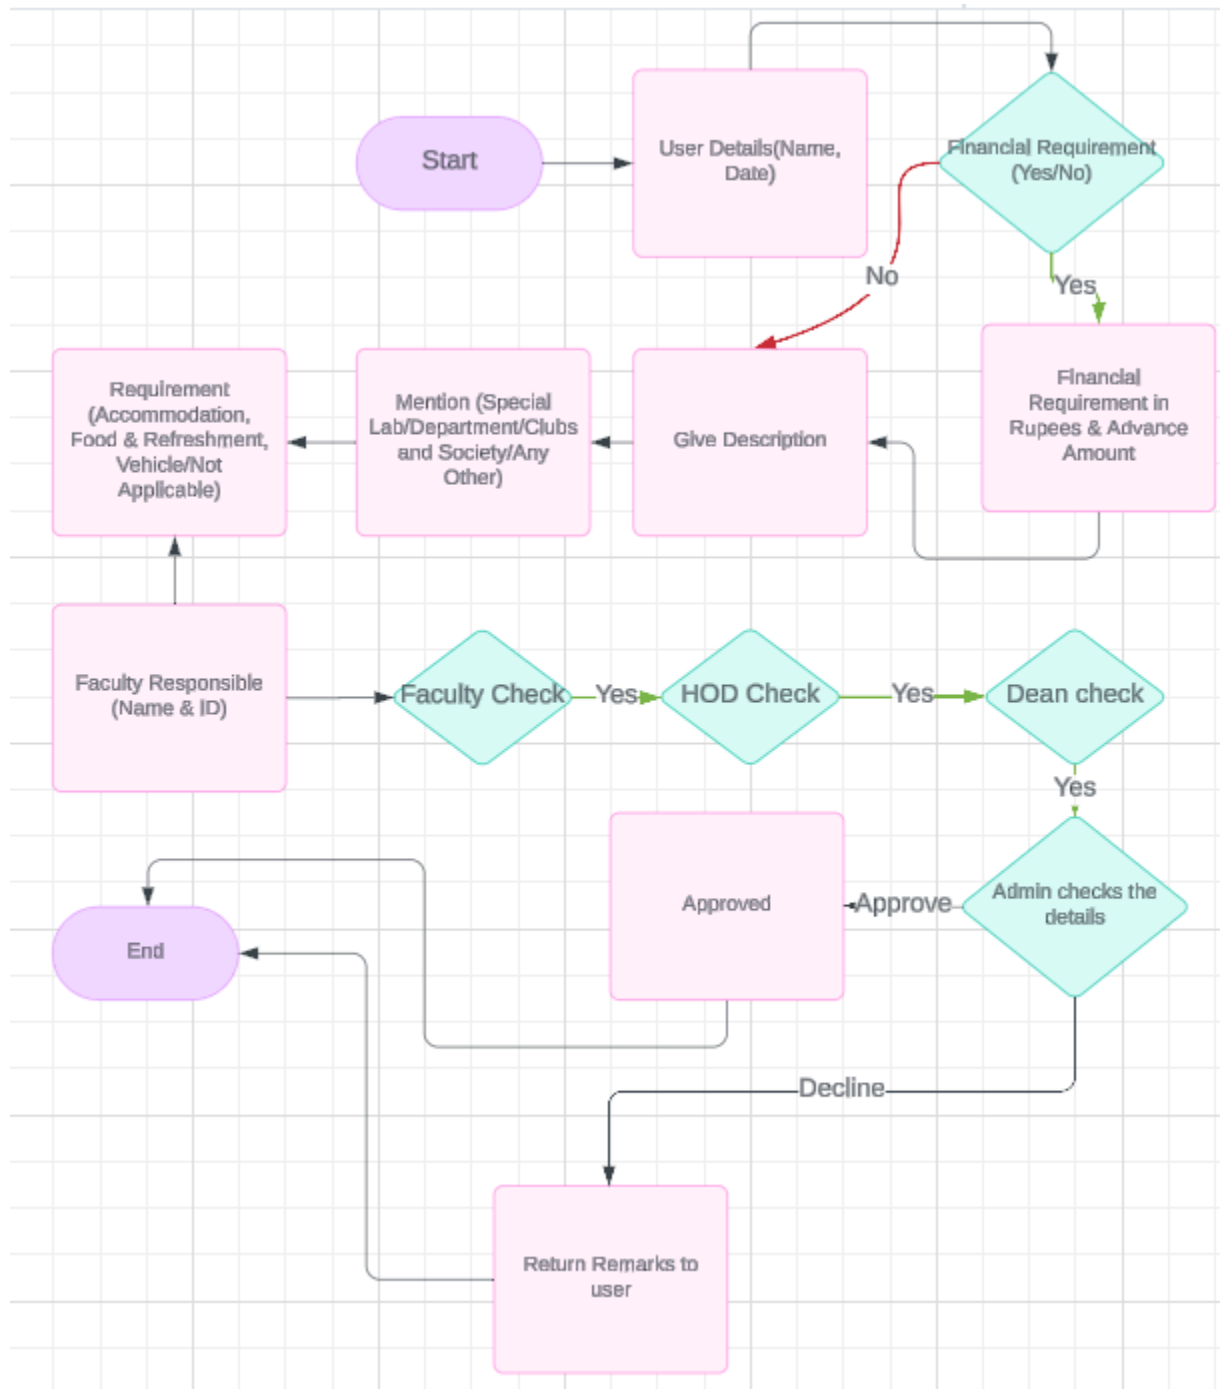 Start
User Details(Name,
Date)
Financial Requirement
(Yes/No)
No
Yes
Requirement
(Accommodation,
Food & Refreshment,
Vehicle/Not
Applicable)
Mention (Special
Lab/Department/Clubs
and Society/Any
Other)
Give Description
Financial
Requirement in
Rupees & Advance
Amount
Faculty Responsible
(Name & ID)
Faculty Check
Yes
HOD Check
Yes
Dean check
Yes
End
Approved
Approve
Admin checks the
details
Decline
Return Remarks to
user